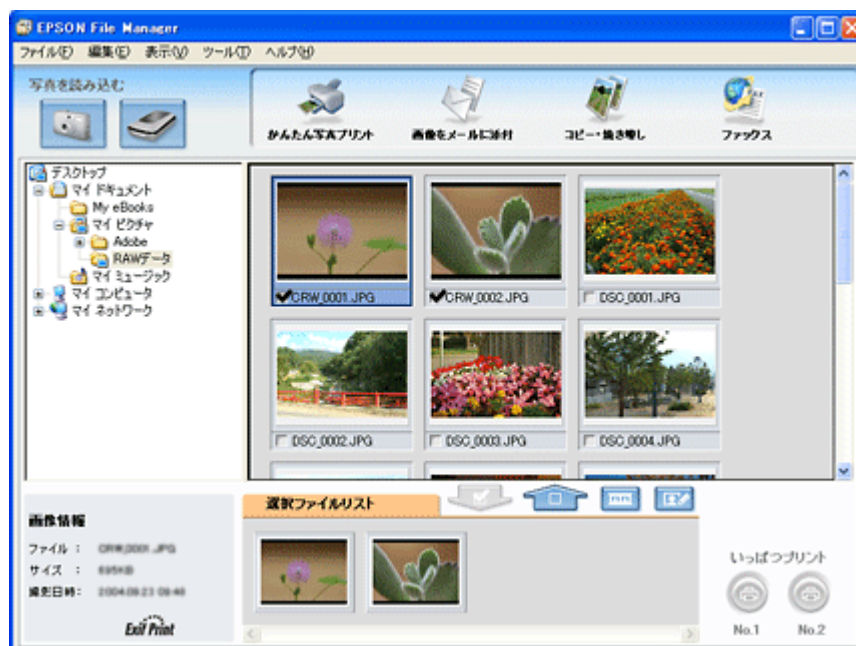 EPSON File Manager
ファイル(F) 編集(E) 表示(V) ツール(T) ヘルプ(H)
写真を読み込む
かんたん写真プリント 画像をメールに添付 コピー・焼き増し ファックス
デスクトップ
マイ ドキュメント
My eBooks
マイ ピクチャ
Adobe
RAWデータ
マイ ミュージック
マイ コンピュータ
マイ ネットワーク
CRW_0001.JPG CRW_0002.JPG DSC_0001.JPG
DSC_0002.JPG DSC_0003.JPG DSC_0004.JPG
選択ファイルリスト
画像情報
ファイル : CRW_0001.JPG
サイズ : 695KB
撮影日時: 2004.08.23 08:48
Exif Print
いっぱつプリント
No.1 No.2